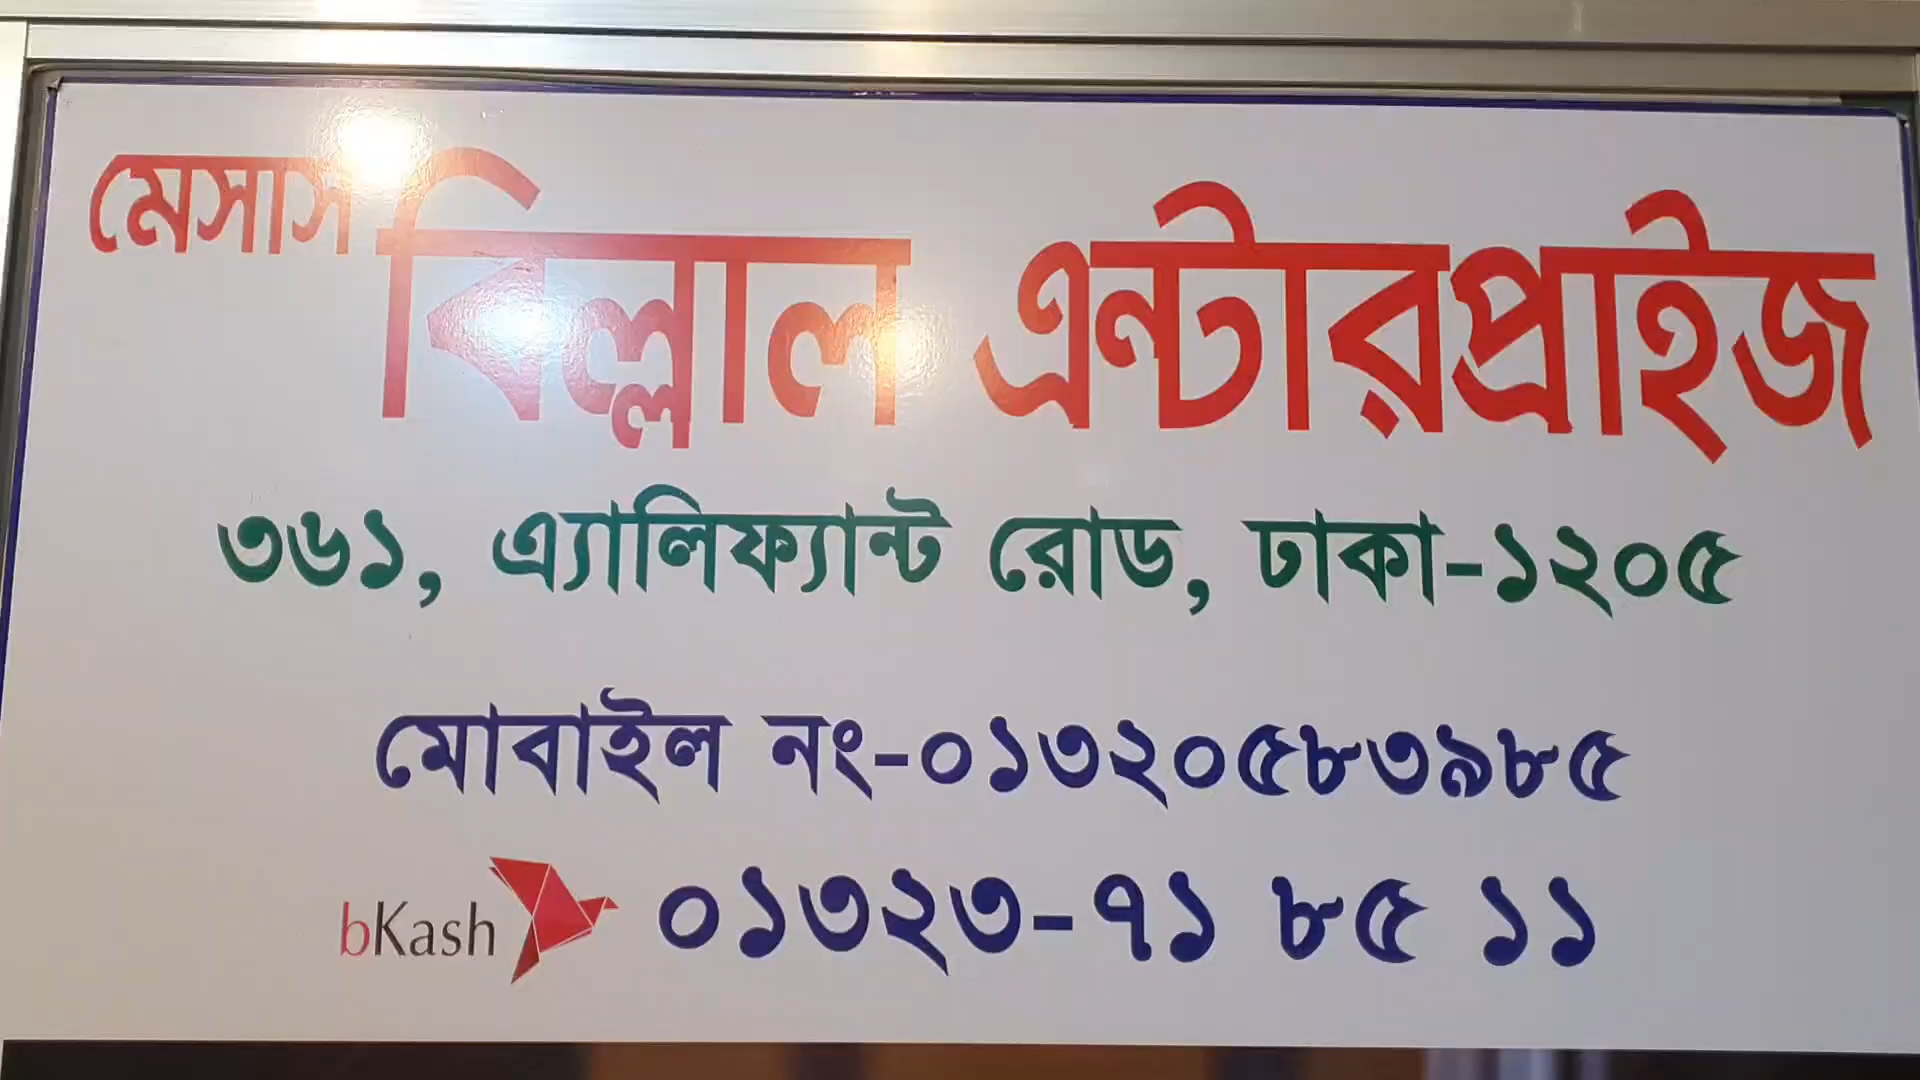 মেসার্স বিল্লাল এন্টারপ্রাইজ
৩৬১, এ্যালিফ্যান্ট রোড, ঢাকা-১২০৫
মোবাইল নং-০১৩২০৫৮৩৯৮৫
bKash ০১৩২৩-৭১ ৮৫ ১১